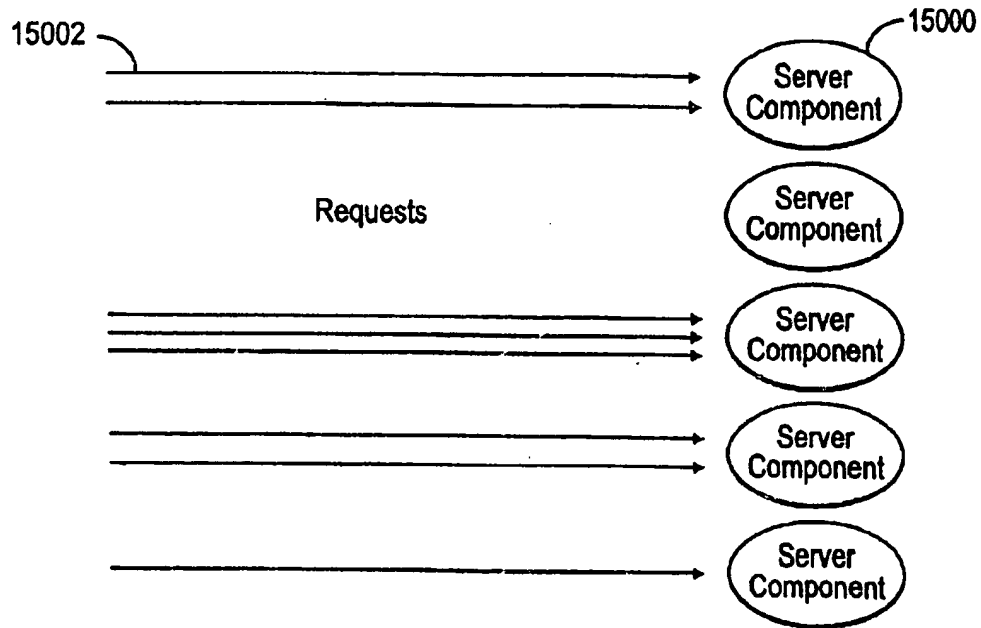 15002
15000
Server
Component
Requests
Server
Component
Server
Component
Server
Component
Server
Component